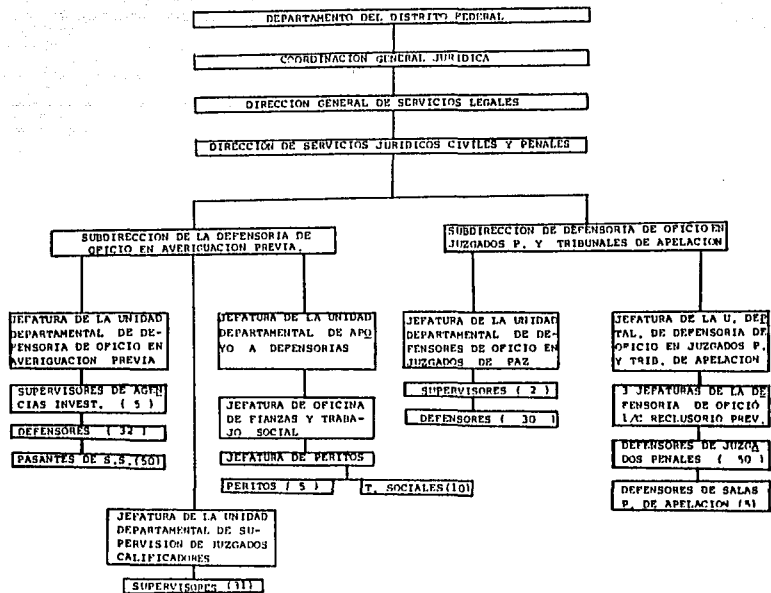 DEPARTAMENTO DEL DISTRITO FEDERAL
COORDINACION GENERAL JURIDICA
DIRECCION GENERAL DE SERVICIOS LEGALES
DIRECCION DE SERVICIOS JURIDICOS CIVILES Y PENALES
SUBDIRECCION DE LA DEFENSORIA DE
OFICIO EN AVERIGUACION PREVIA.
SUBDIRECCION DE DEFENSORIA DE OFICIO EN
JUZGADOS P. Y TRIBUNALES DE APELACION
JEFATURA DE LA UNIDAD
DEPARTAMENTAL DE DE-
FENSORIA DE OFICIO EN
AVERIGUACION PREVIA
SUPERVISORES DE AGEN
CIAS INVEST. ( 5 )
DEFENSORES ( 32 )
PASANTES DE S.S.(50)
JEFATURA DE LA UNIDAD
DEPARTAMENTAL DE APO
YO A DEFENSORIAS
JEFATURA DE OFICINA
DE FIANZAS Y TRABA-
JO SOCIAL
JEFATURA DE PERITOS
PERITOS ( 5 )
T. SOCIALES(10)
JEFATURA DE LA UNIDAD
DEPARTAMENTAL DE DE-
FENSORES DE OFICIO EN
JUZGADOS DE PAZ
SUPERVISORES ( 2 )
DEFENSORES ( 30 )
JEFATURA DE LA U. DEP
TAL. DE DEFENSORIA DE
OFICIO EN JUZGADOS P.
Y TRIB. DE APELACION
3 JEFATURAS DE LA DE
FENSORIA DE OFICIO
1/C RECLUSORIO PREV.
DEFENSORES DE JUZGA
DOS PENALES ( 50 )
DEFENSORES DE SALAS
P. DE APELACION (5)
JEFATURA DE LA UNIDAD
DEPARTAMENTAL DE SU-
PERVISION DE JUZGADOS
CALIFICADORES
SUPERVISORES (11)